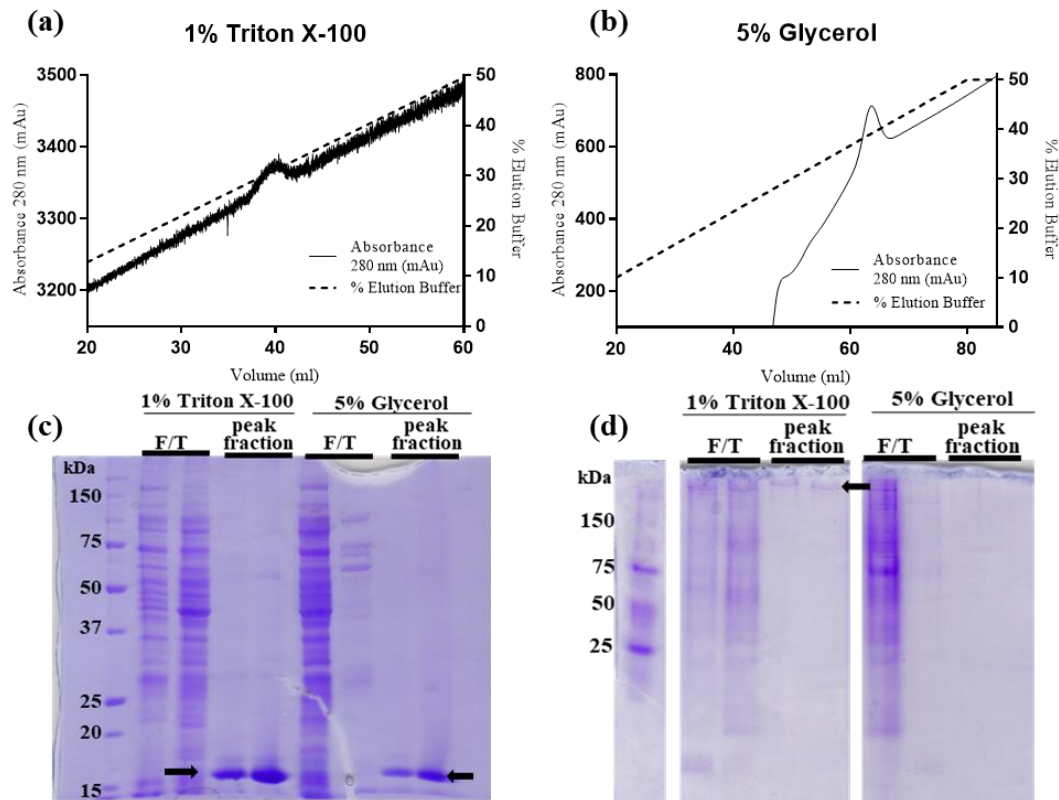 (a)
1% Triton X-100
3500
3400
3300
3200
20
30
40
50
60
50
40
30
20
10
0
Absorbance 280 nm (mAu)
% Elution Buffer
Volume (ml)
Absorbance
280 nm (mAu)
% Elution Buffer
(b)
5% Glycerol
800
600
400
200
20
40
60
80
50
40
30
20
10
0
Absorbance 280 nm (mAu)
% Elution Buffer
Volume (ml)
Absorbance
280 nm (mAu)
% Elution Buffer
(c)
1% Triton X-100
5% Glycerol
F/T
peak
fraction
F/T
peak
fraction
kDa
150
75
50
37
25
20
15
(d)
1% Triton X-100
5% Glycerol
F/T
peak
fraction
F/T
peak
fraction
kDa
150
75
50
25